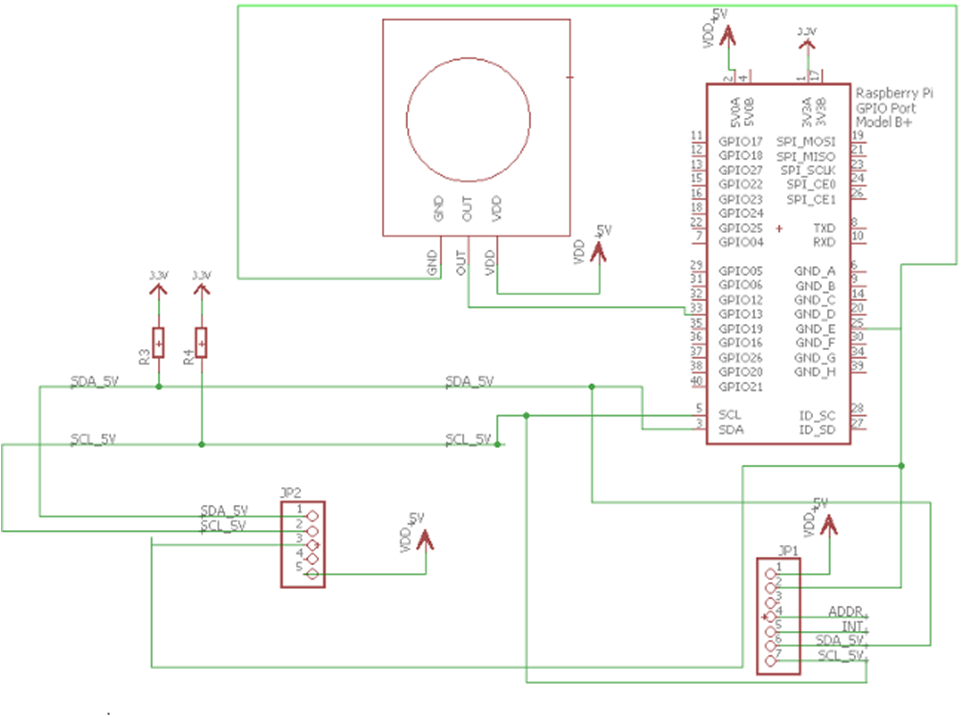 5V
VDD
3.3V
2
4
1
17
5V0A
5V0B
3V3A
3V3B
Raspberry Pi
GPIO Port
Model B+
11 GPIO17 SPI_MOSI 19
12 GPIO18 SPI_MISO 21
13 GPIO27 SPI_SCLK 23
15 GPIO22 SPI_CE0 24
16 GPIO23 SPI_CE1 26
18 GPIO24
22 GPIO25 TXD 8
7 GPIO04 RXD 10
29 GPIO05 GND_A 6
31 GPIO06 GND_B 9
32 GPIO12 GND_C 14
33 GPIO13 GND_D 20
35 GPIO19 GND_E 25
36 GPIO16 GND_F 30
37 GPIO26 GND_G 34
38 GPIO20 GND_H 39
40 GPIO21
5 SCL ID_SC 28
3 SDA ID_SD 27
GND
OUT
VDD
GND
OUT
VDD
VDD
5V
3.3V
3.3V
R3
R4
SDA_5V SDA_5V
SCL_5V SCL_5V
JP2
SDA_5V 1
SCL_5V 2
3
4
5
VDD
5V
5V
VDD
JP1
1
2
3
4 ADDR
5 INT
6 SDA_5V
7 SCL_5V